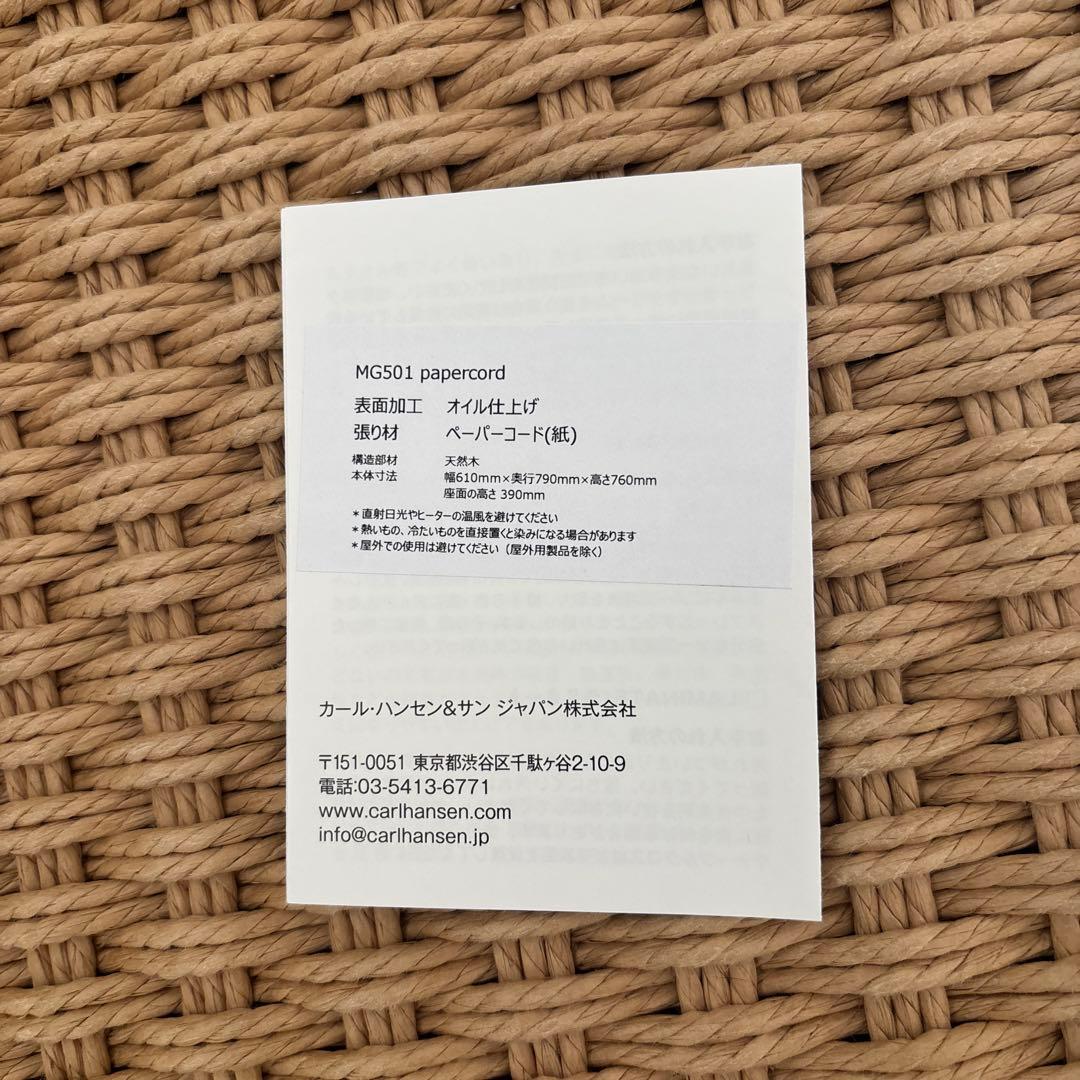 MG501 papercord
表面加工 オイル仕上げ
張り材 ペーパーコード(紙)
構造部材 天然木
本体寸法 幅610mm×奥行790mm×高さ760mm
座面の高さ 390mm
＊直射日光やヒーターの温風を避けてください
＊熱いもの、冷たいものを直接置くと染みになる場合があります
＊屋外での使用は避けてください（屋外用製品を除く）
カール・ハンセン&サン ジャパン株式会社
〒151-0051 東京都渋谷区千駄ヶ谷2-10-9
電話:03-5413-6771
www.carlhansen.com
info@carlhansen.jp